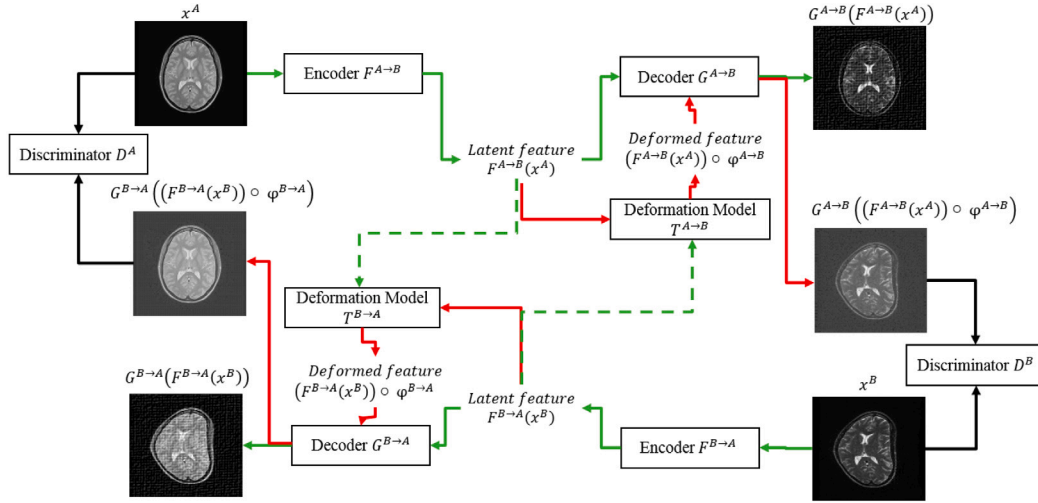 x^A
G^{A→B}(F^{A→B}(x^A))
Encoder F^{A→B}
Decoder G^{A→B}
Discriminator D^A
Latent feature
F^{A→B}(x^A)
Deformed feature
(F^{A→B}(x^A)) ○ φ^{A→B}
G^{B→A}((F^{B→A}(x^B)) ○ φ^{B→A})
Deformation Model
T^{A→B}
G^{A→B}((F^{A→B}(x^A)) ○ φ^{A→B})
Deformation Model
T^{B→A}
Deformed feature
(F^{B→A}(x^B)) ○ φ^{B→A}
Discriminator D^B
G^{B→A}(F^{B→A}(x^B))
Latent feature
F^{B→A}(x^B)
x^B
Decoder G^{B→A}
Encoder F^{B→A}